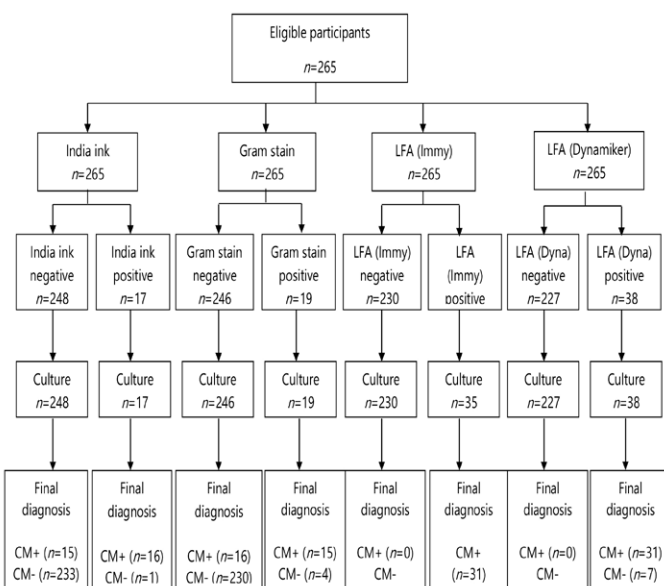 Eligible participants
n=265
India ink
n=265
Gram stain
n=265
LFA (Immy)
n=265
LFA (Dynamiker)
n=265
India ink
negative
n=248
India ink
positive
n=17
Gram stain
negative
n=246
Gram stain
positive
n=19
LFA (Immy)
negative
n=230
LFA
(Immy)
positive
LFA (Dyna)
negative
n=227
LFA (Dyna)
positive
n=38
Culture
n=248
Culture
n=17
Culture
n=246
Culture
n=19
Culture
n=230
Culture
n=35
Culture
n=227
Culture
n=38
Final
diagnosis
CM+ (n=15)
CM- (n=233)
Final
diagnosis
CM+ (n=16)
CM- (n=1)
Final
diagnosis
CM+ (n=16)
CM- (n=230)
Final
diagnosis
CM+ (n=15)
CM- (n=4)
Final
diagnosis
CM+ (n=0)
CM-
Final
diagnosis
CM+
(n=31)
Final
diagnosis
CM+ (n=0)
CM-
Final
diagnosis
CM+ (n=31)
CM- (n=7)